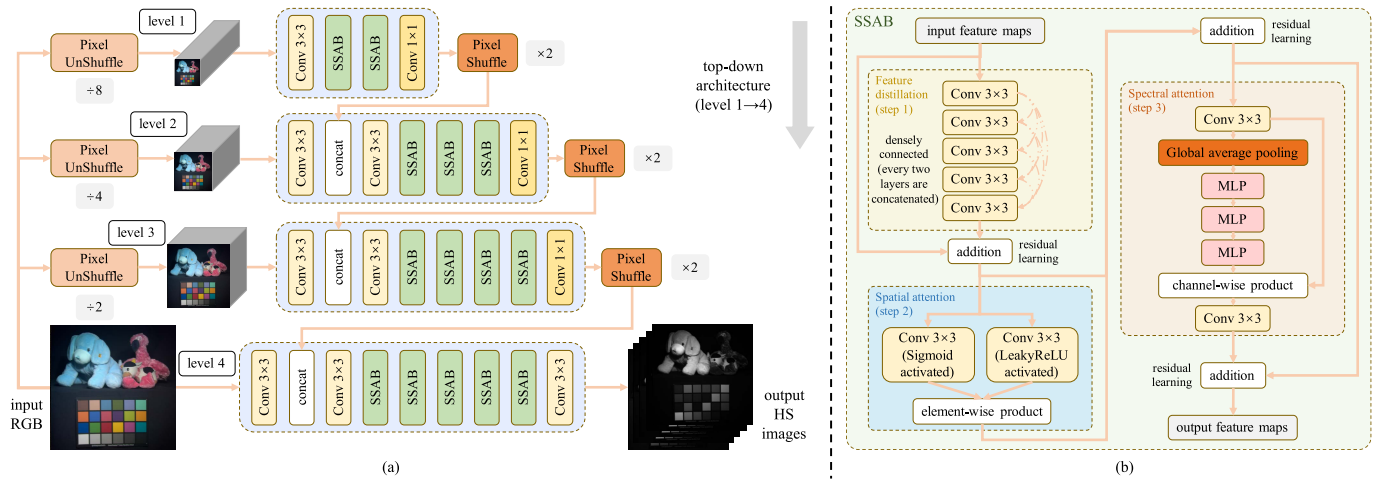 level 1
Pixel
UnShuffle
÷8
Conv 3×3
SSAB
SSAB
Conv 1×1
Pixel
Shuffle
×2
level 2
Pixel
UnShuffle
÷4
Conv 3×3
concat
Conv 3×3
SSAB
SSAB
SSAB
Conv 1×1
Pixel
Shuffle
×2
level 3
Pixel
UnShuffle
÷2
Conv 3×3
concat
Conv 3×3
SSAB
SSAB
SSAB
SSAB
Conv 1×1
Pixel
Shuffle
×2
input
RGB
level 4
Conv 3×3
concat
Conv 3×3
SSAB
SSAB
SSAB
SSAB
SSAB
Conv 3×3
output
HS
images
top-down
architecture
(level 1→4)
(a)
SSAB
input feature maps
Feature
distillation
(step 1)
Conv 3×3
Conv 3×3
Conv 3×3
Conv 3×3
Conv 3×3
densely
connected
(every two
layers are
concatenated)
addition
residual
learning
Spatial attention
(step 2)
Conv 3×3
(Sigmoid
activated)
Conv 3×3
(LeakyReLU
activated)
element-wise product
addition
residual
learning
Spectral attention
(step 3)
Conv 3×3
Global average pooling
MLP
MLP
MLP
channel-wise product
Conv 3×3
residual
learning
addition
output feature maps
(b)